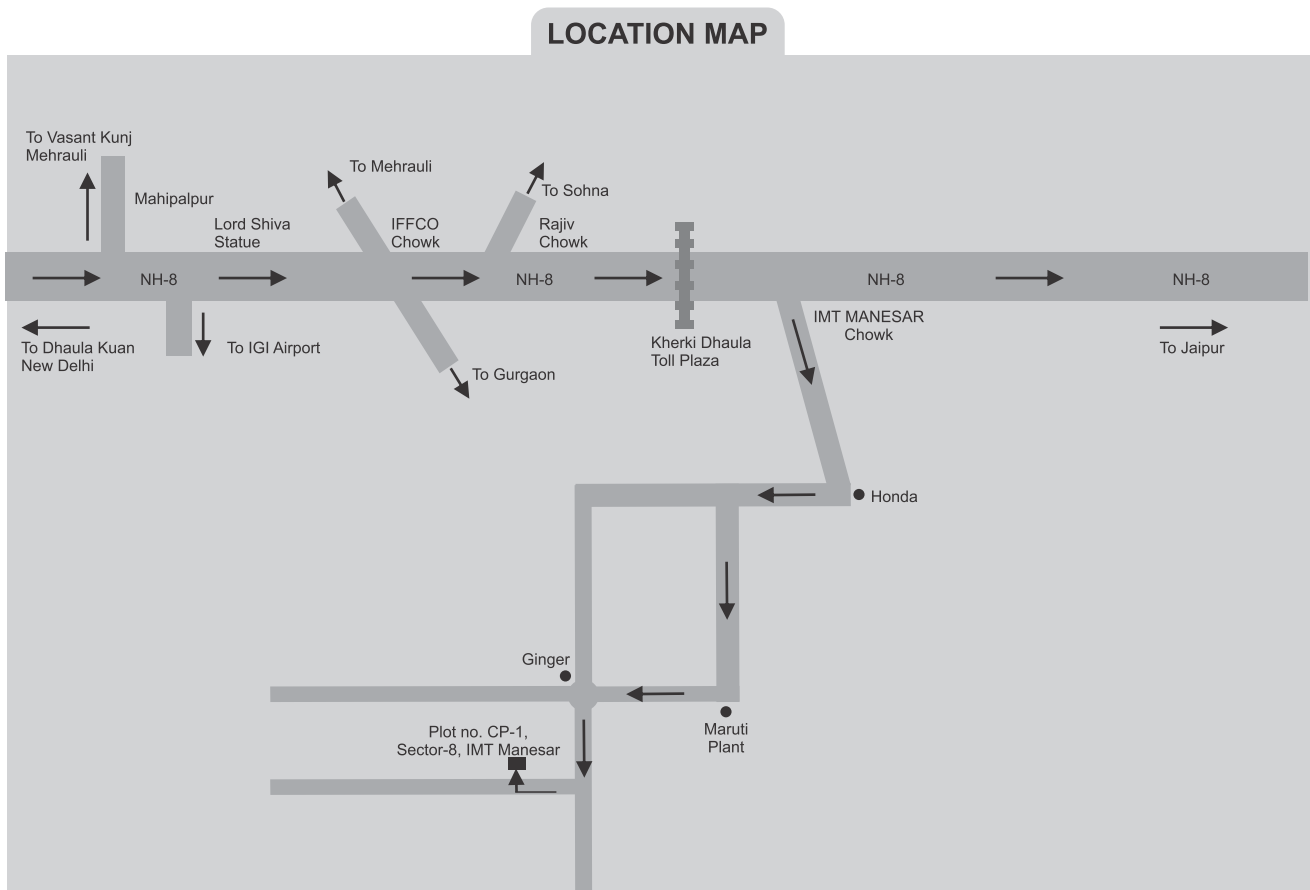 LOCATION MAP
To Vasant Kunj
Mehrauli
Mahipalpur
Lord Shiva
Statue
To Mehrauli
IFFCO
Chowk
To Sohna
Rajiv
Chowk
NH-8
NH-8
NH-8
NH-8
To Dhaula Kuan
New Delhi
To IGI Airport
To Gurgaon
Kherki Dhaula
Toll Plaza
IMT MANESAR
Chowk
To Jaipur
Honda
Ginger
Maruti
Plant
Plot no. CP-1,
Sector-8, IMT Manesar